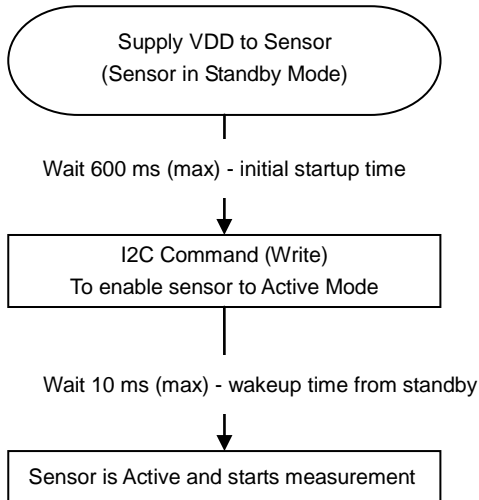 Supply VDD to Sensor
(Sensor in Standby Mode)
Wait 600 ms (max) - initial startup time
I2C Command (Write)
To enable sensor to Active Mode
Wait 10 ms (max) - wakeup time from standby
Sensor is Active and starts measurement